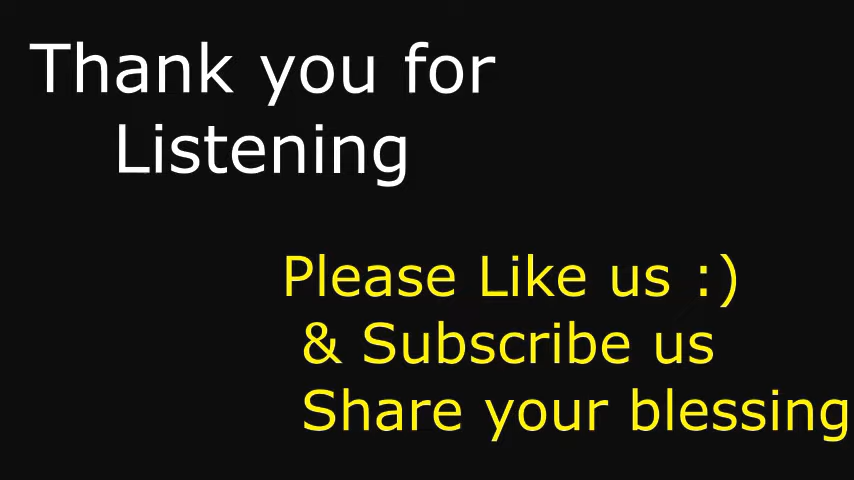 Thank you for
Listening
Please Like us :)
& Subscribe us
Share your blessing